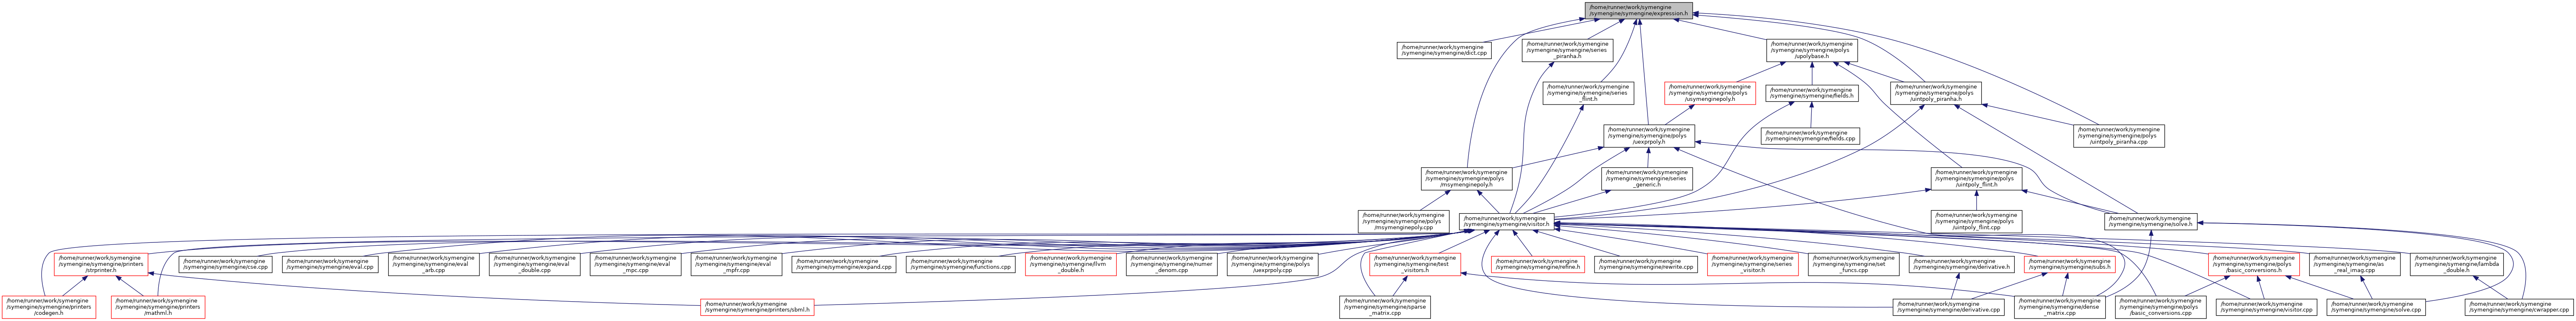 /home/runner/work/symengine
/symengine/symengine/expression.h
/home/runner/work/symengine
/symengine/symengine/dict.cpp
/home/runner/work/symengine
/symengine/symengine/series
_piranha.h
/home/runner/work/symengine
/symengine/symengine/polys
/upolybase.h
/home/runner/work/symengine
/symengine/symengine/series
_flint.h
/home/runner/work/symengine
/symengine/symengine/polys
/usymenginepoly.h
/home/runner/work/symengine
/symengine/symengine/fields.h
/home/runner/work/symengine
/symengine/symengine/polys
/uintpoly_piranha.h
/home/runner/work/symengine
/symengine/symengine/polys
/uexprpoly.h
/home/runner/work/symengine
/symengine/symengine/fields.cpp
/home/runner/work/symengine
/symengine/symengine/polys
/uintpoly_piranha.cpp
/home/runner/work/symengine
/symengine/symengine/polys
/msymenginepoly.h
/home/runner/work/symengine
/symengine/symengine/series
_generic.h
/home/runner/work/symengine
/symengine/symengine/polys
/uintpoly_flint.h
/home/runner/work/symengine
/symengine/symengine/polys
/msymenginepoly.cpp
/home/runner/work/symengine
/symengine/symengine/visitor.h
/home/runner/work/symengine
/symengine/symengine/polys
/uintpoly_flint.cpp
/home/runner/work/symengine
/symengine/symengine/solve.h
/home/runner/work/symengine
/symengine/symengine/printers
/strprinter.h
/home/runner/work/symengine
/symengine/symengine/cse.cpp
/home/runner/work/symengine
/symengine/symengine/eval.cpp
/home/runner/work/symengine
/symengine/symengine/eval
_arb.cpp
/home/runner/work/symengine
/symengine/symengine/eval
_double.cpp
/home/runner/work/symengine
/symengine/symengine/eval
_mpc.cpp
/home/runner/work/symengine
/symengine/symengine/eval
_mpfr.cpp
/home/runner/work/symengine
/symengine/symengine/expand.cpp
/home/runner/work/symengine
/symengine/symengine/functions.cpp
/home/runner/work/symengine
/symengine/symengine/llvm
_double.h
/home/runner/work/symengine
/symengine/symengine/numer
_denom.cpp
/home/runner/work/symengine
/symengine/symengine/polys
/uexprpoly.cpp
/home/runner/work/symengine
/symengine/symengine/test
_visitors.h
/home/runner/work/symengine
/symengine/symengine/refine.h
/home/runner/work/symengine
/symengine/symengine/rewrite.cpp
/home/runner/work/symengine
/symengine/symengine/series
_visitor.h
/home/runner/work/symengine
/symengine/symengine/set
_funcs.cpp
/home/runner/work/symengine
/symengine/symengine/derivative.h
/home/runner/work/symengine
/symengine/symengine/subs.h
/home/runner/work/symengine
/symengine/symengine/polys
/basic_conversions.h
/home/runner/work/symengine
/symengine/symengine/as
_real_imag.cpp
/home/runner/work/symengine
/symengine/symengine/lambda
_double.h
/home/runner/work/symengine
/symengine/symengine/printers
/codegen.h
/home/runner/work/symengine
/symengine/symengine/printers
/mathml.h
/home/runner/work/symengine
/symengine/symengine/printers/sbml.h
/home/runner/work/symengine
/symengine/symengine/sparse
_matrix.cpp
/home/runner/work/symengine
/symengine/symengine/derivative.cpp
/home/runner/work/symengine
/symengine/symengine/dense
_matrix.cpp
/home/runner/work/symengine
/symengine/symengine/polys
/basic_conversions.cpp
/home/runner/work/symengine
/symengine/symengine/visitor.cpp
/home/runner/work/symengine
/symengine/symengine/solve.cpp
/home/runner/work/symengine
/symengine/symengine/cwrapper.cpp